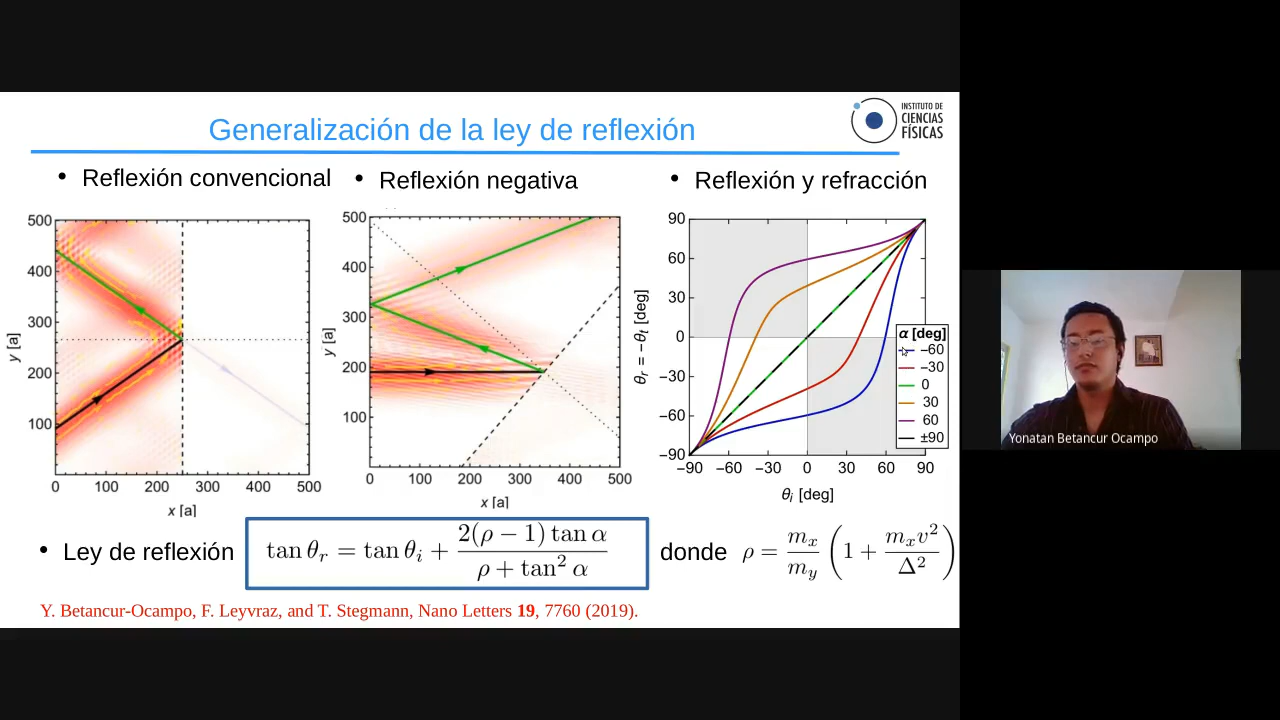 Generalización de la ley de reflexión
INSTITUTO DE
CIENCIAS
FÍSICAS
• Reflexión convencional
• Reflexión negativa
• Reflexión y refracción
500
400
300
200
100
y [a]
0 100 200 300 400 500
x [a]
500
400
300
200
100
y [a]
0 100 200 300 400 500
x [a]
90
60
30
0
−30
−60
−90
θr = −θt [deg]
−90 −60 −30 0 30 60 90
θi [deg]
α [deg]
−60
−30
0
30
60
±90
• Ley de reflexión
tan θr = tan θi + 2(ρ − 1) tan α / ρ + tan² α
donde
ρ = mx / my (1 + mx v² / Δ²)
Y. Betancur-Ocampo, F. Leyvraz, and T. Stegmann, Nano Letters 19, 7760 (2019).
Yonatan Betancur Ocampo